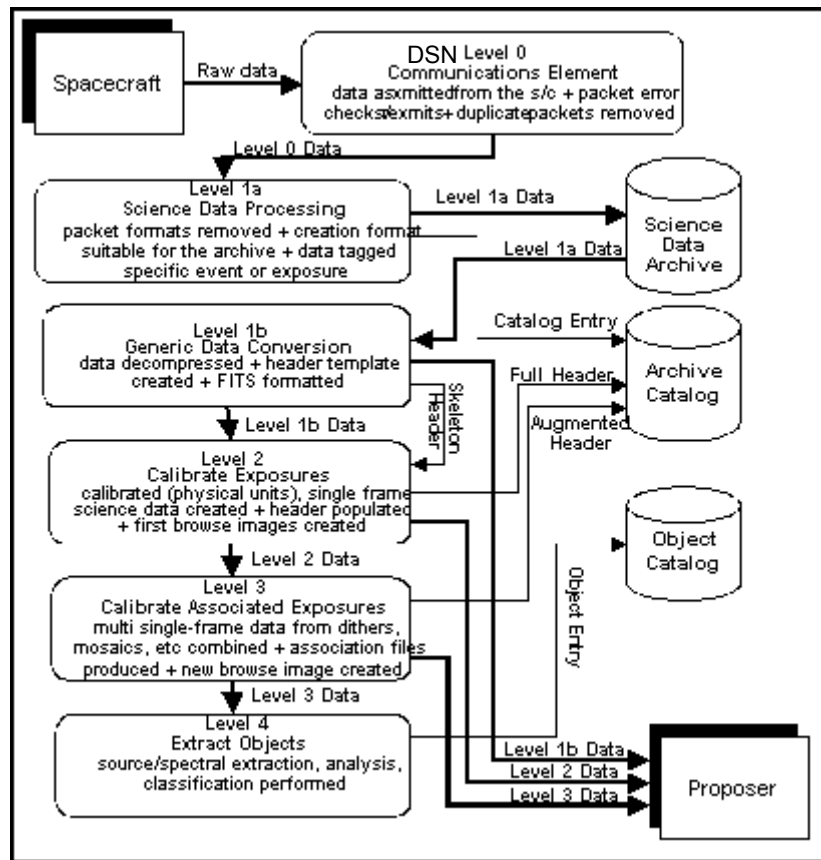 Spacecraft
Raw data
DSN Level 0
Communications Element
data asxmittedfrom the s/c + packet error
checks/rexmits+ duplicatepackets removed
Level 0 Data
Level 1a
Science Data Processing
packet formats removed + creation format
suitable for the archive + data tagged
specific event or exposure
Level 1a Data
Science
Data
Archive
Level 1a Data
Level 1b
Generic Data Conversion
data decompressed + header template
created + FITS formatted
Catalog Entry
Archive
Catalog
Full Header
Augmented
Header
Skeleton
Header
Level 1b Data
Level 2
Calibrate Exposures
calibrated (physical units), single frame
science data created + header populated
+ first browse images created
Object
Catalog
Object Entry
Level 2 Data
Level 3
Calibrate Associated Exposures
multi single-frame data from dithers,
mosaics, etc combined + association files
produced + new browse image created
Level 3 Data
Level 4
Extract Objects
source/spectral extraction, analysis,
classification performed
Level 1b Data
Level 2 Data
Level 3 Data
Proposer